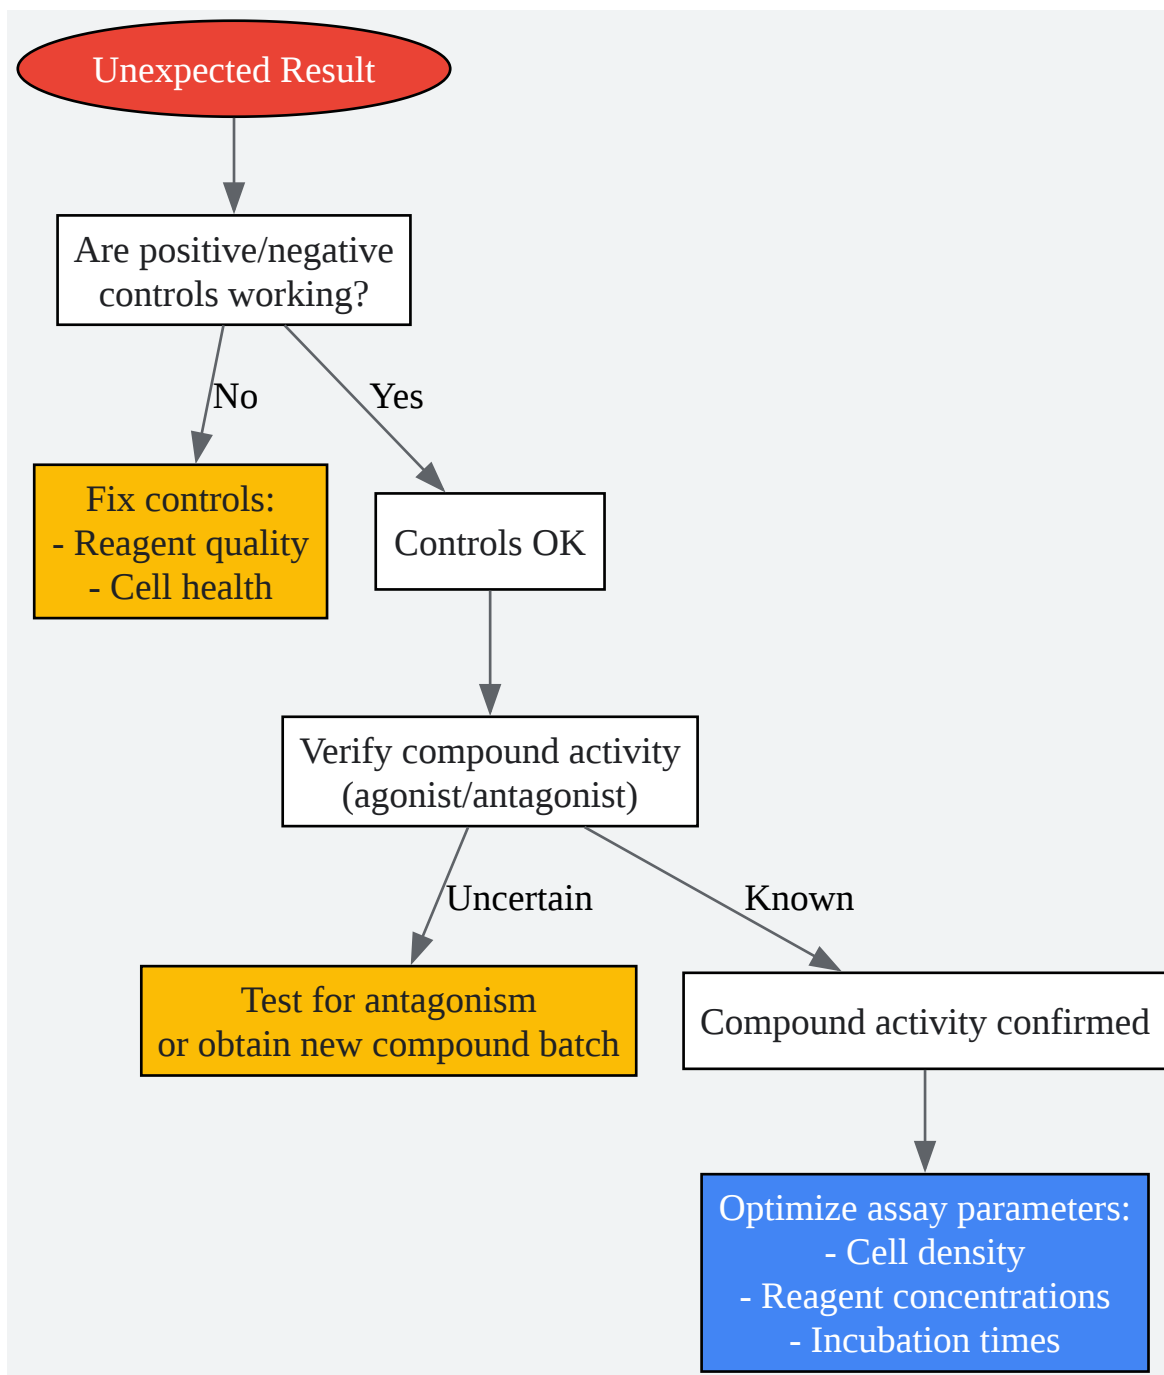 Unexpected Result
Are positive/negative
controls working?
No
Yes
Fix controls:
- Reagent quality
- Cell health
Controls OK
Verify compound activity
(agonist/antagonist)
Uncertain
Known
Test for antagonism
or obtain new compound batch
Compound activity confirmed
Optimize assay parameters:
- Cell density
- Reagent concentrations
- Incubation times